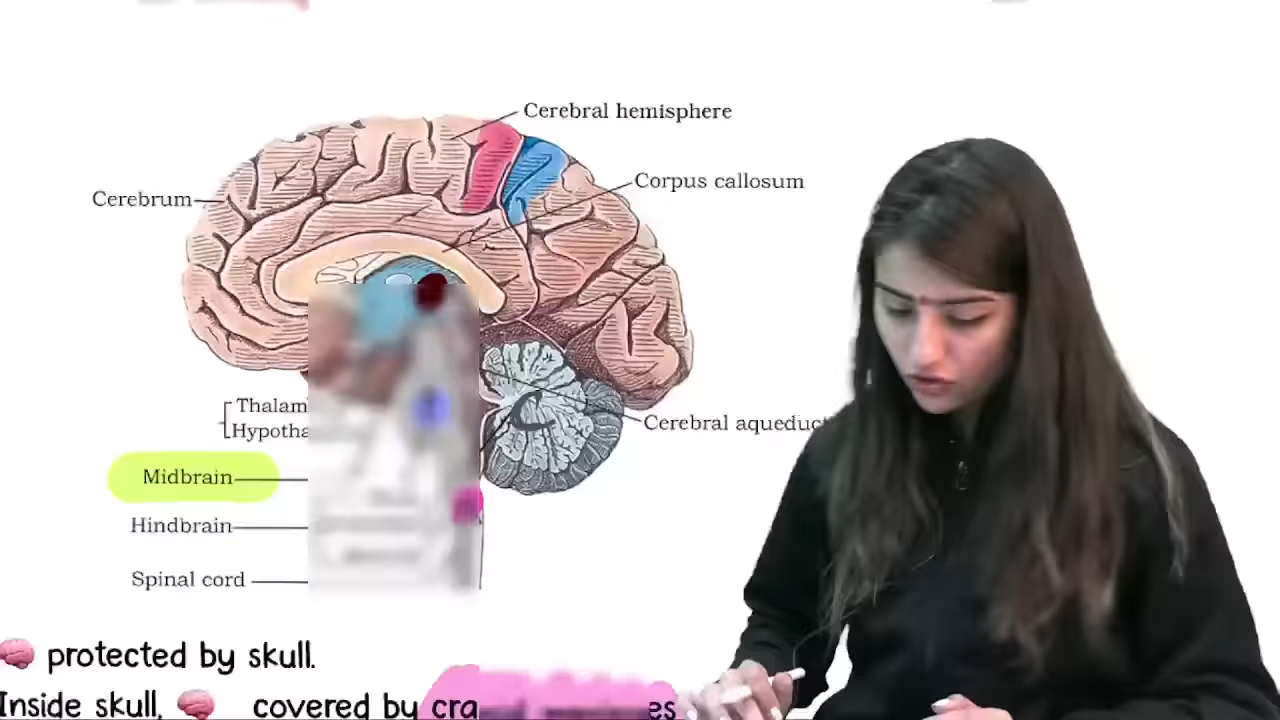 Cerebral hemisphere
Corpus callosum
Cerebrum
Thalam
Hypotha
Cerebral aqueduct
Midbrain
Hindbrain
Spinal cord
C
protected by skull.
Inside skull, covered by cra es